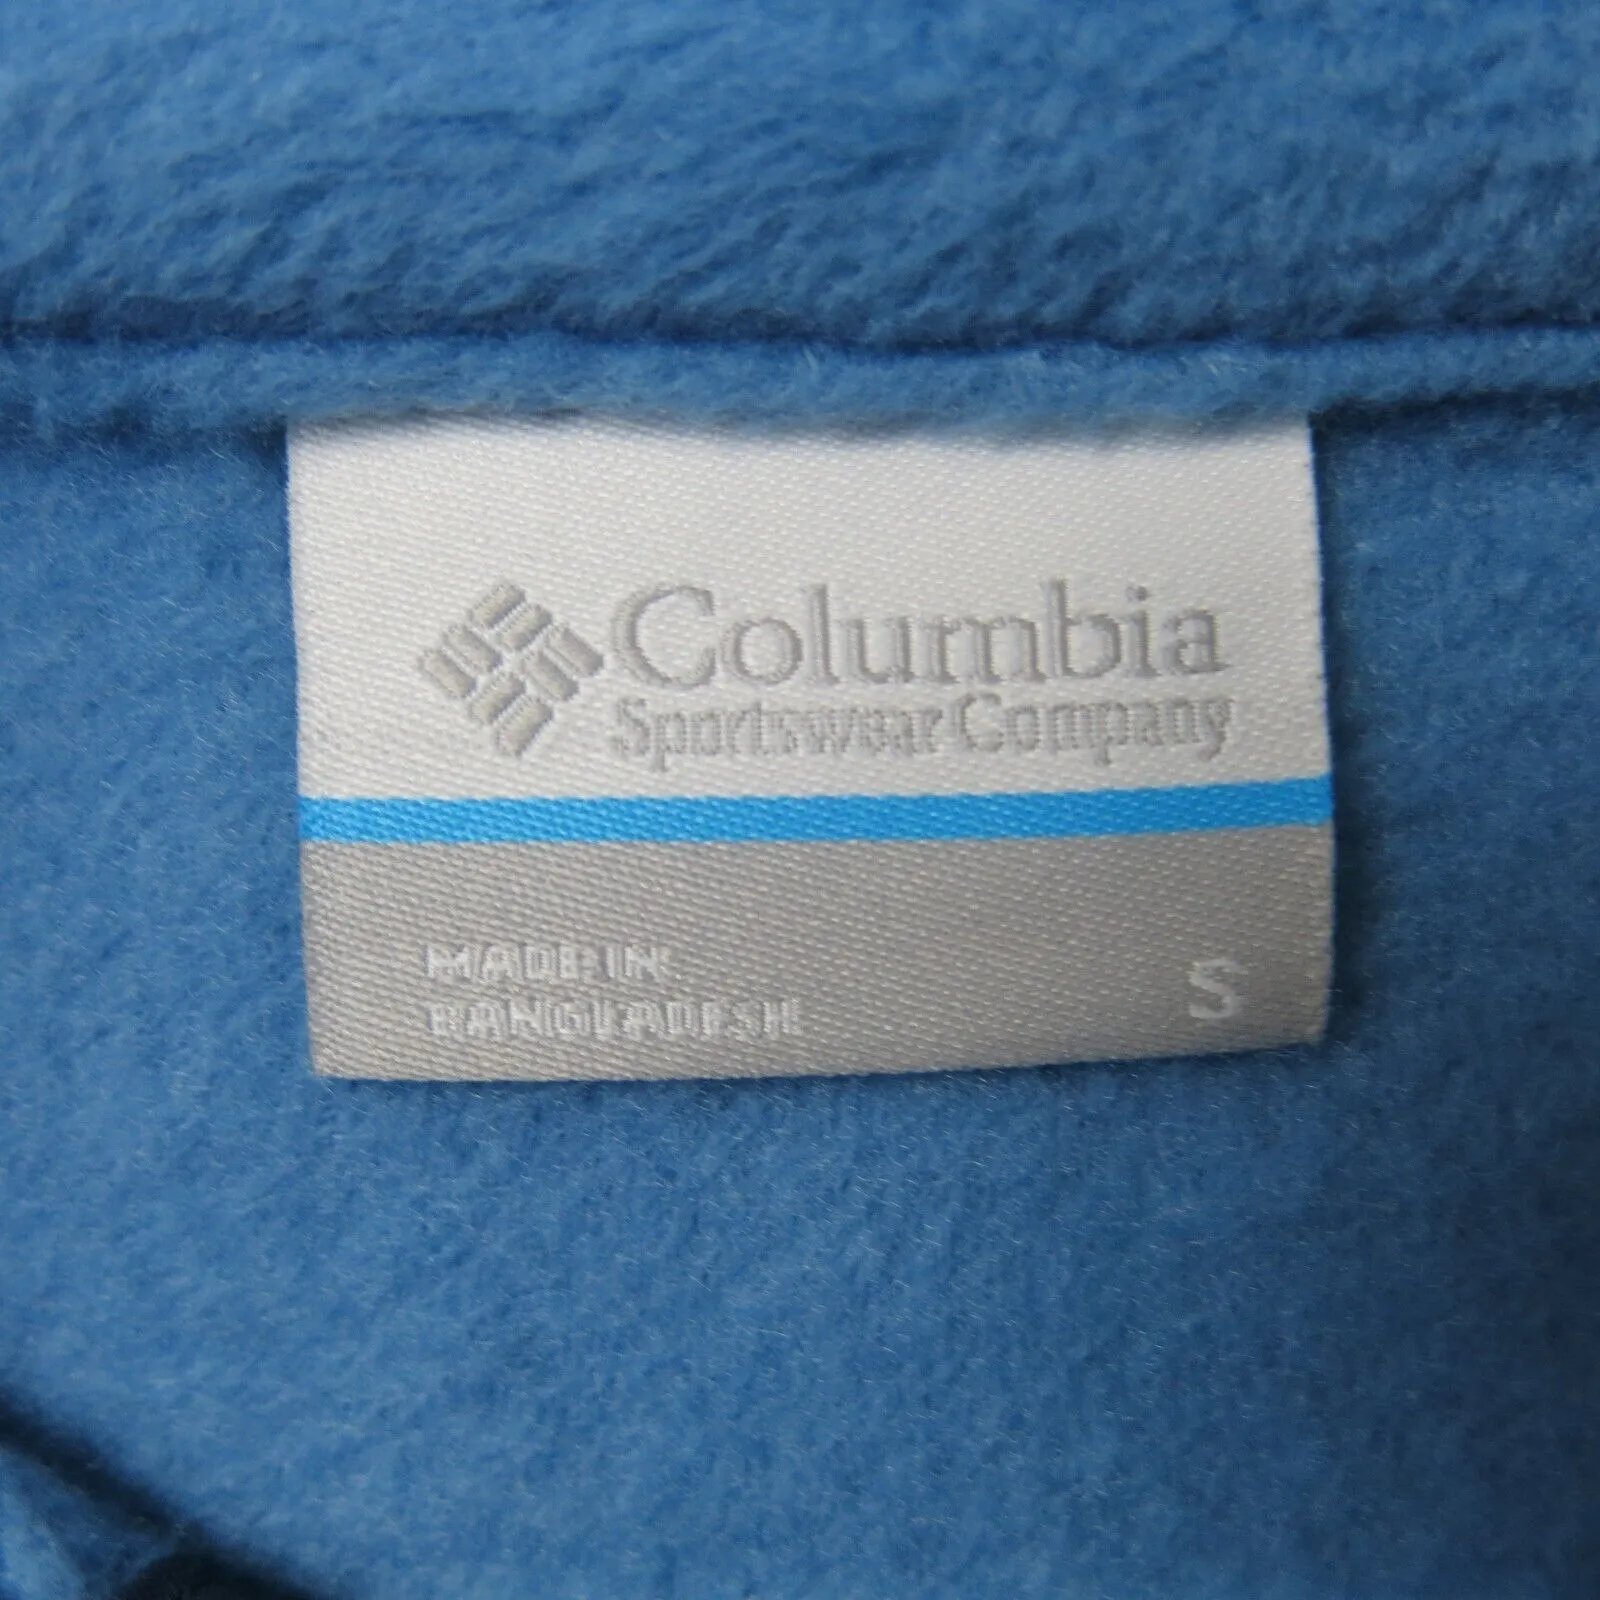 Columbia
Sportswear Company
MADE IN
BANGLADESH
S